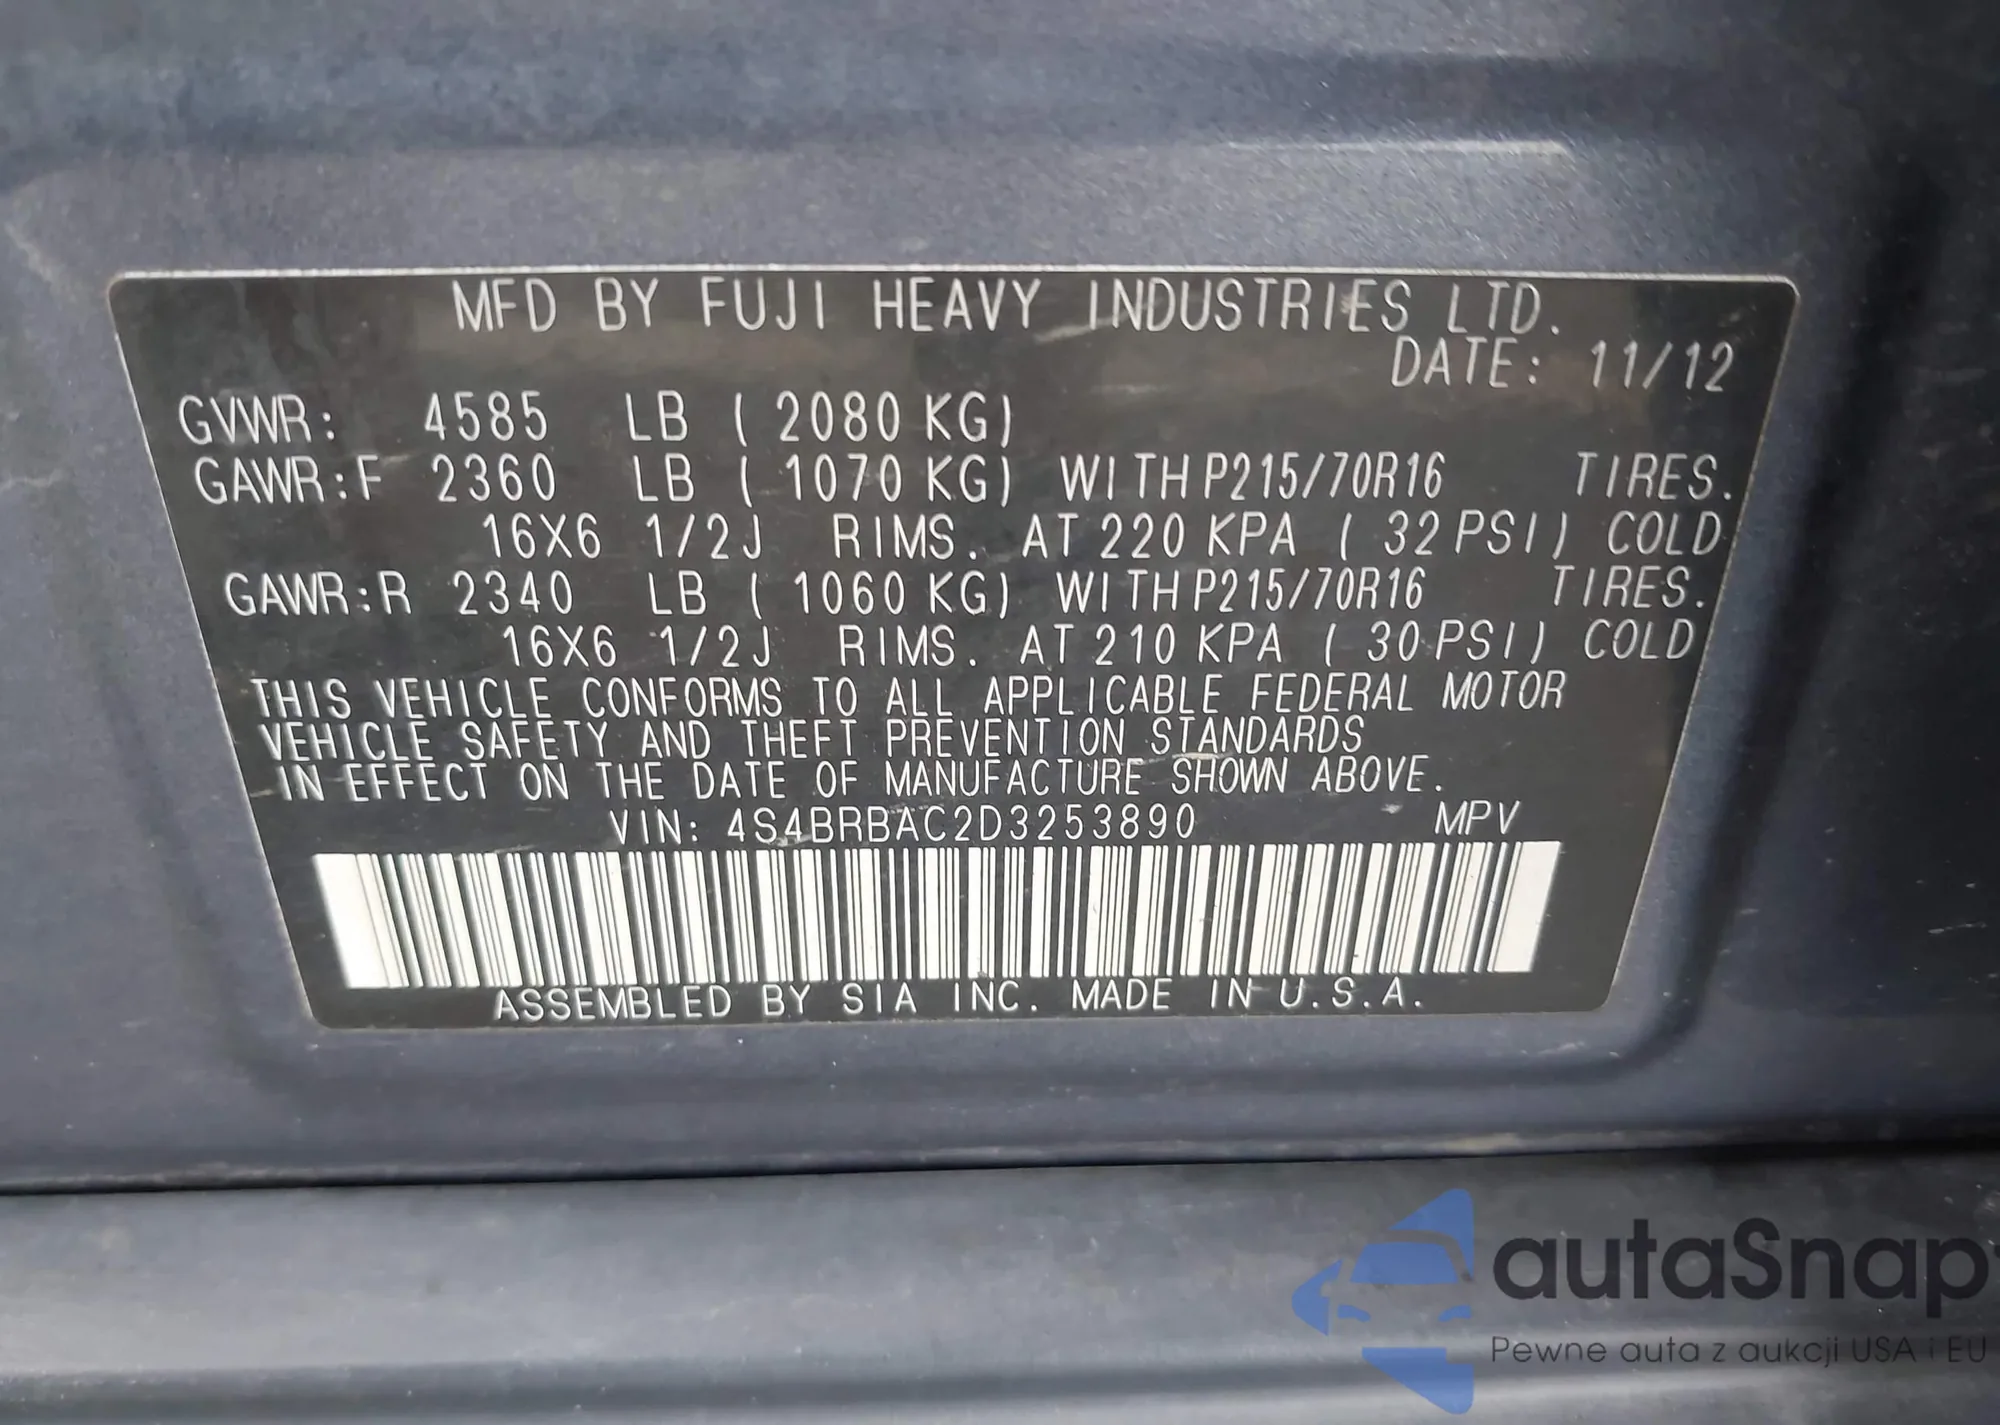 MFD BY FUJI HEAVY INDUSTRIES LTD.
DATE: 11/12
GVWR: 4585 LB ( 2080 KG)
GAWR:F 2360 LB ( 1070 KG) WITH P215/70R16 TIRES.
16X6 1/2J RIMS. AT 220 KPA ( 32 PSI) COLD
GAWR:R 2340 LB ( 1060 KG) WITH P215/70R16 TIRES.
16X6 1/2J RIMS. AT 210 KPA ( 30 PSI) COLD
THIS VEHICLE CONFORMS TO ALL APPLICABLE FEDERAL MOTOR
VEHICLE SAFETY AND THEFT PREVENTION STANDARDS
IN EFFECT ON THE DATE OF MANUFACTURE SHOWN ABOVE.
VIN: 4S4BRBAC2D3253890 MPV
ASSEMBLED BY SIA INC. MADE IN U.S.A.
autaSnap
Pewne auta z aukcji USA i EU